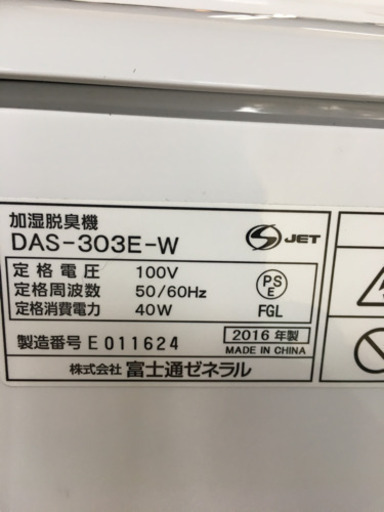 加湿脱臭機
DAS-303E-W
S JET
定格電圧 100V
定格周波数 50/60Hz
定格消費電力 40W
PS
E
FGL
製造番号 E 011624
2016 年製
MADE IN CHINA
株式会社 富士通ゼネラル